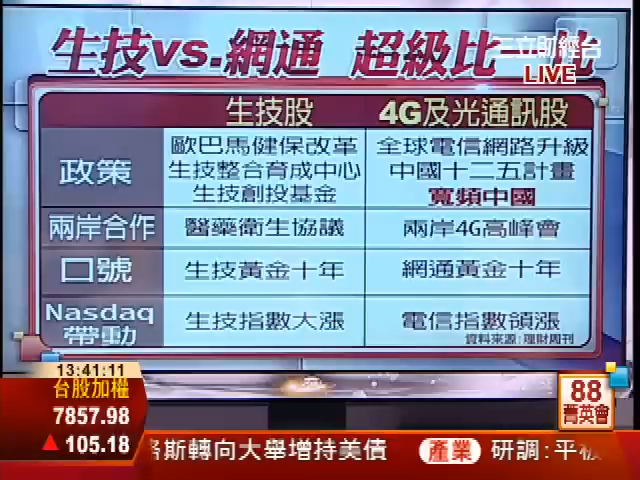 生技vs.網通 超級比一比
三立財經台
LIVE
生技股
4G及光通訊股
政策
歐巴馬健保改革
生技整合育成中心
生技創投基金
全球電信網路升級
中國十二五計畫
寬頻中國
兩岸合作
醫藥衛生協議
兩岸4G高峰會
口號
生技黃金十年
網通黃金十年
Nasdaq
帶動
生技指數大漲
電信指數領漲
資料來源:理財周刊
13:41:11
台股加權
7857.98
▲105.18
88
菁英會
斯轉向大舉增持美債
產業
研調:平板